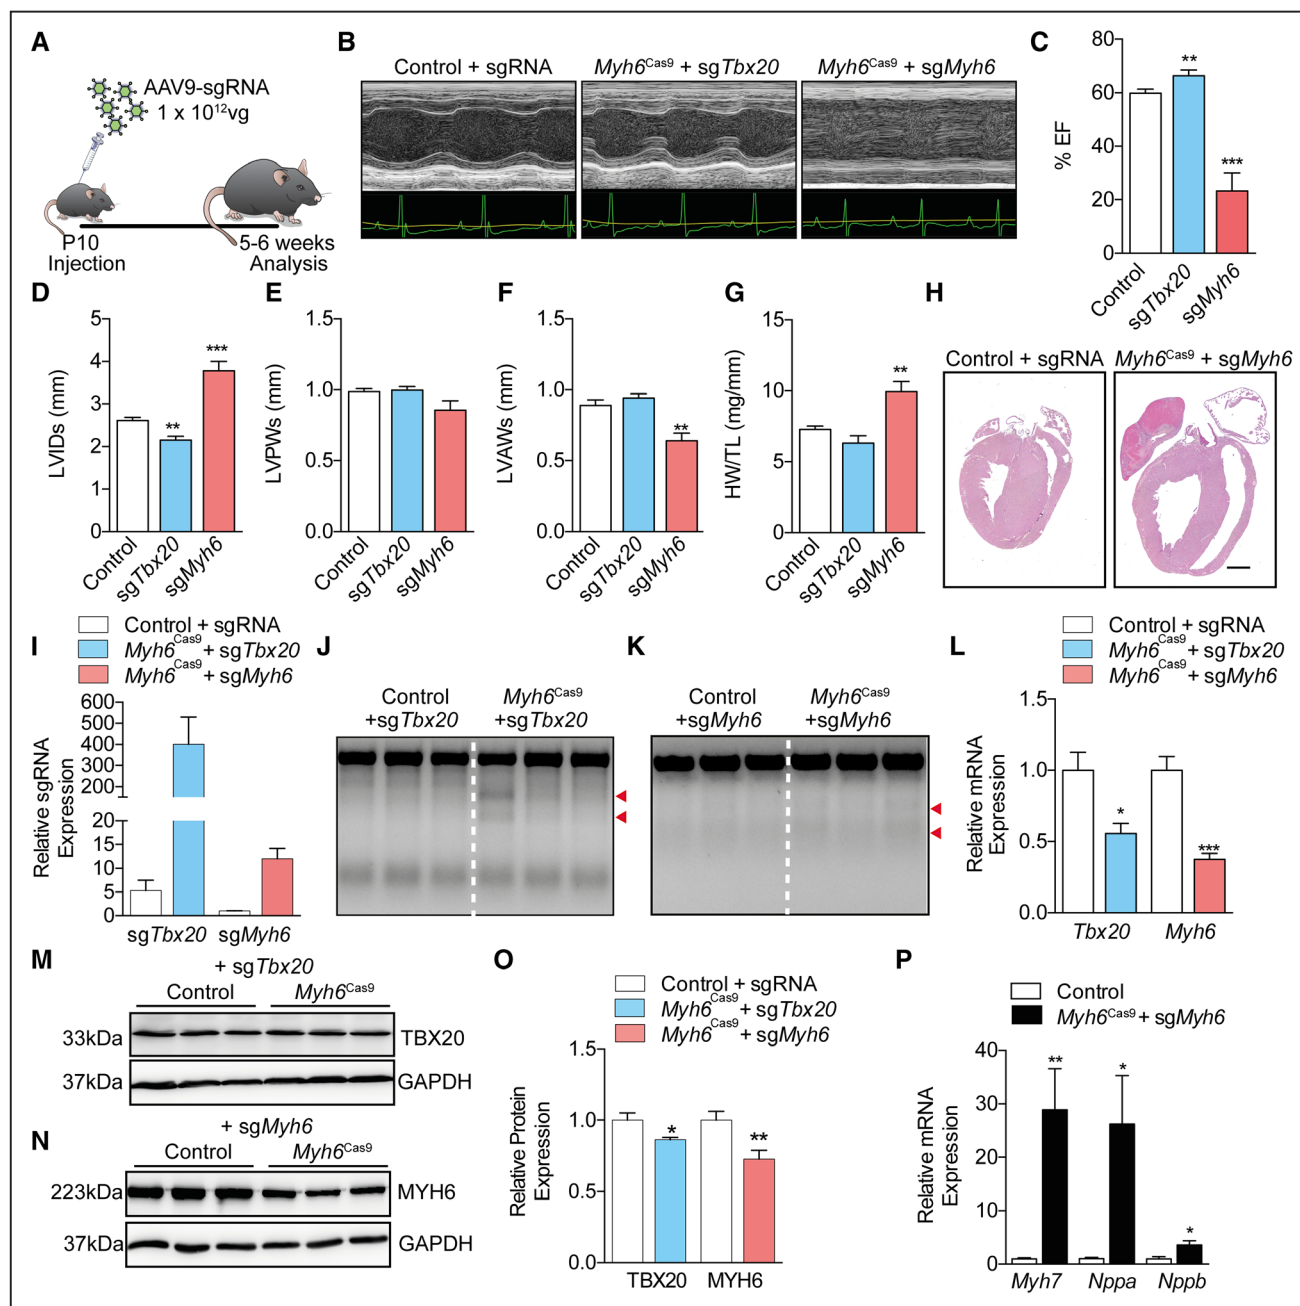 A
AAV9-sgRNA
1 x 10¹²vg
P10
Injection
5-6 weeks
Analysis
B
Control + sgRNA
Myh6ᶜᵃˢ⁹ + sgTbx20
Myh6ᶜᵃˢ⁹ + sgMyh6
C
% EF
80
60
40
20
0
**
***
Control
sgTbx20
sgMyh6
D
LVIDs (mm)
5
4
3
2
1
0
**
***
Control
sgTbx20
sgMyh6
E
LVPWs (mm)
1.5
1.0
0.5
0.0
Control
sgTbx20
sgMyh6
F
LVAWs (mm)
1.5
1.0
0.5
0.0
**
Control
sgTbx20
sgMyh6
G
HW/TL (mg/mm)
15
10
5
0
**
Control
sgTbx20
sgMyh6
H
Control + sgRNA
Myh6ᶜᵃˢ⁹ + sgMyh6
I
Control + sgRNA
Myh6ᶜᵃˢ⁹ + sgTbx20
Myh6ᶜᵃˢ⁹ + sgMyh6
Relative sgRNA
Expression
600
500
400
300
200
20
15
10
5
0
sgTbx20
sgMyh6
J
Control
+sgTbx20
Myh6ᶜᵃˢ⁹
+sgTbx20
K
Control
+sgMyh6
Myh6ᶜᵃˢ⁹
+sgMyh6
L
Control + sgRNA
Myh6ᶜᵃˢ⁹ + sgTbx20
Myh6ᶜᵃˢ⁹ + sgMyh6
Relative mRNA
Expression
1.5
1.0
0.5
0.0
*
***
Tbx20
Myh6
M
+ sgTbx20
Control
Myh6ᶜᵃˢ⁹
33kDa
TBX20
37kDa
GAPDH
N
+ sgMyh6
Control
Myh6ᶜᵃˢ⁹
223kDa
MYH6
37kDa
GAPDH
O
Control + sgRNA
Myh6ᶜᵃˢ⁹ + sgTbx20
Myh6ᶜᵃˢ⁹ + sgMyh6
Relative Protein
Expression
1.5
1.0
0.5
0.0
*
**
TBX20
MYH6
P
Control
Myh6ᶜᵃˢ⁹ + sgMyh6
Relative mRNA
Expression
40
30
20
10
0
**
*
*
Myh7
Nppa
Nppb